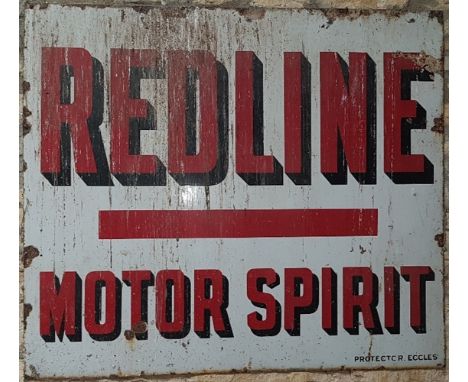 REDLINE
MOTOR SPIRIT
PROTECTOR. ECCLES